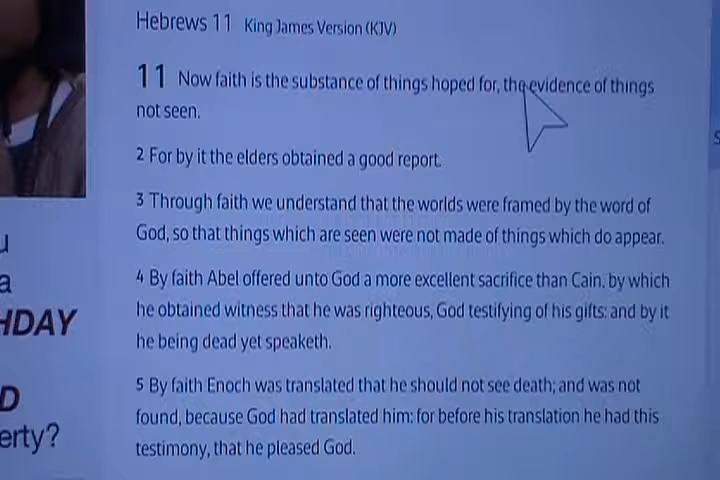 Hebrews 11 King James Version (KJV)
11 Now faith is the substance of things hoped for, the evidence of things
not seen.
2 For by it the elders obtained a good report.
3 Through faith we understand that the worlds were framed by the word of
God, so that things which are seen were not made of things which do appear.
4 By faith Abel offered unto God a more excellent sacrifice than Cain, by which
he obtained witness that he was righteous, God testifying of his gifts: and by it
he being dead yet speaketh.
5 By faith Enoch was translated that he should not see death; and was not
found, because God had translated him: for before his translation he had this
testimony, that he pleased God.
a
HDAY
D
erty?